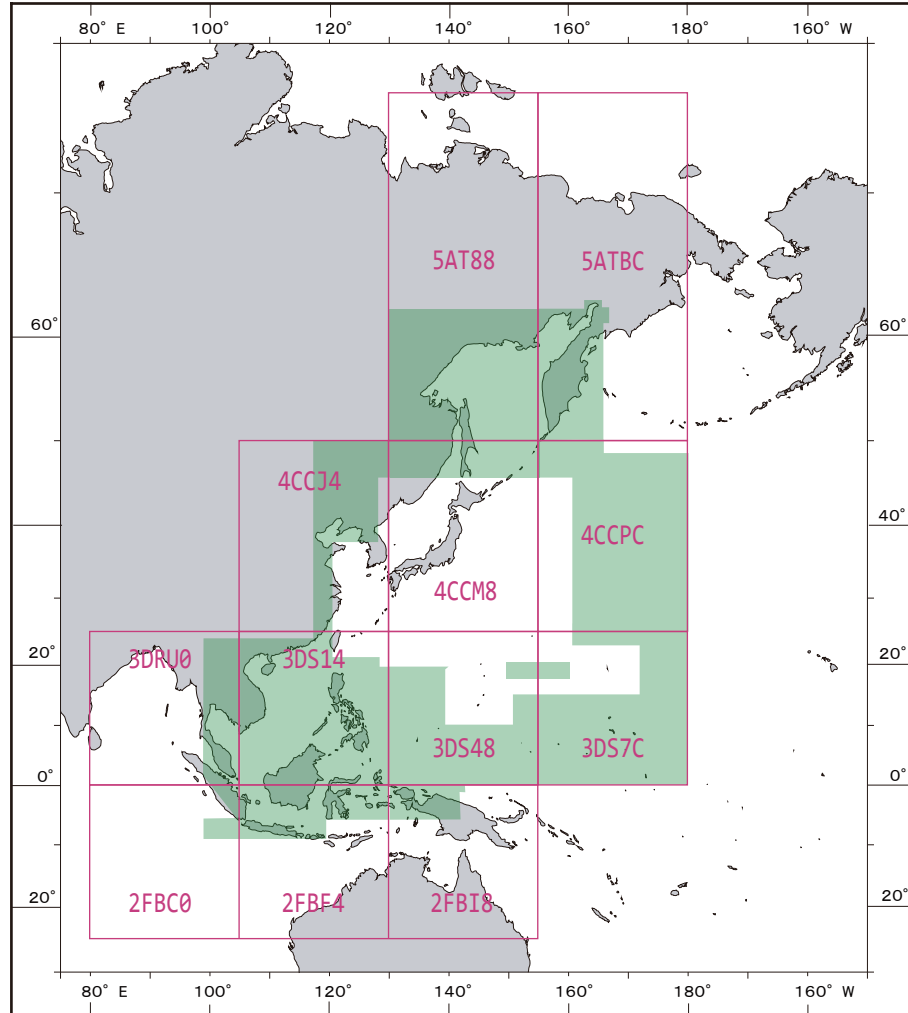 80° E 100° 120° 140° 160° 180° 160° W
5AT88 5ATBC
60° 60°
4CCJ4
40° 4CCPC 40°
4CCM8
20° 3DRU0 3DS14 20°
3DS48 3DS7C
0° 0°
2FBC0 2FBF4 2FBI8
20° 20°
80° E 100° 120° 140° 160° 180° 160° W